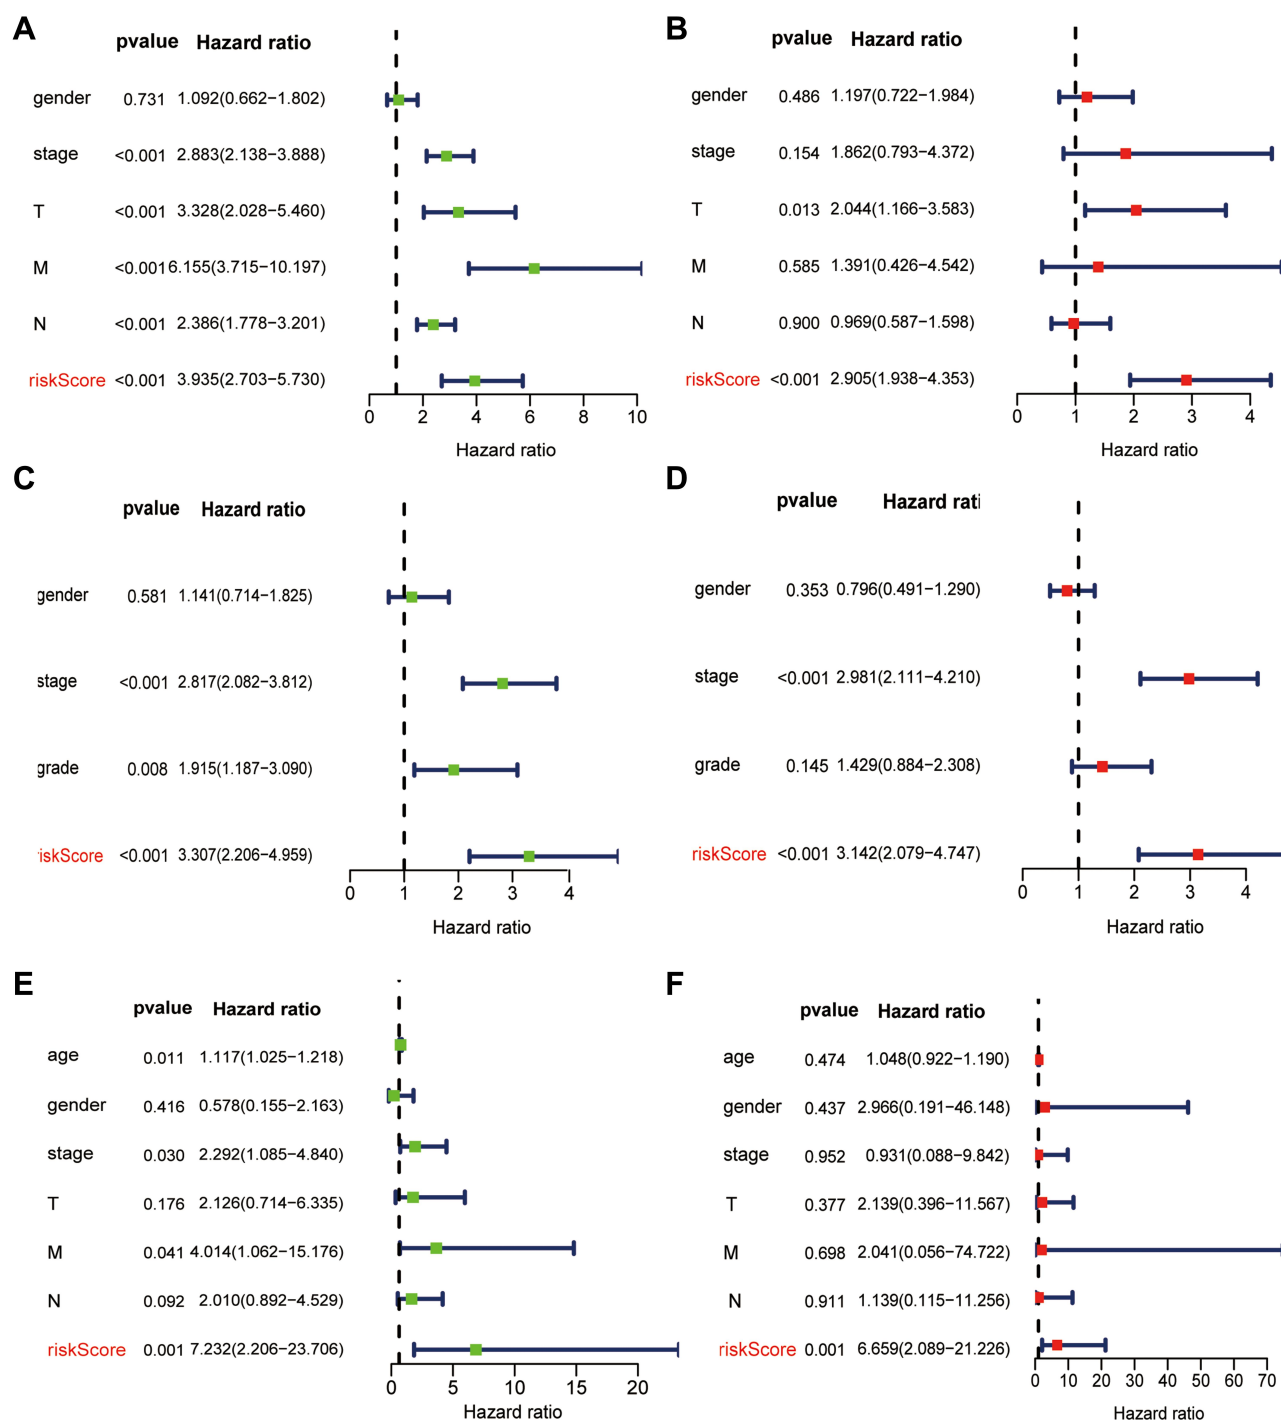 A
pvalue Hazard ratio
gender 0.731 1.092(0.662−1.802)
stage <0.001 2.883(2.138−3.888)
T <0.001 3.328(2.028−5.460)
M <0.001 6.155(3.715−10.197)
N <0.001 2.386(1.778−3.201)
riskScore <0.001 3.935(2.703−5.730)
0 2 4 6 8 10
Hazard ratio
B
pvalue Hazard ratio
gender 0.486 1.197(0.722−1.984)
stage 0.154 1.862(0.793−4.372)
T 0.013 2.044(1.166−3.583)
M 0.585 1.391(0.426−4.542)
N 0.900 0.969(0.587−1.598)
riskScore <0.001 2.905(1.938−4.353)
0 1 2 3 4
Hazard ratio
C
pvalue Hazard ratio
gender 0.581 1.141(0.714−1.825)
stage <0.001 2.817(2.082−3.812)
grade 0.008 1.915(1.187−3.090)
iskScore <0.001 3.307(2.206−4.959)
0 1 2 3 4
Hazard ratio
D
pvalue Hazard rati
gender 0.353 0.796(0.491−1.290)
stage <0.001 2.981(2.111−4.210)
grade 0.145 1.429(0.884−2.308)
riskScore <0.001 3.142(2.079−4.747)
0 1 2 3 4
Hazard ratio
E
pvalue Hazard ratio
age 0.011 1.117(1.025−1.218)
gender 0.416 0.578(0.155−2.163)
stage 0.030 2.292(1.085−4.840)
T 0.176 2.126(0.714−6.335)
M 0.041 4.014(1.062−15.176)
N 0.092 2.010(0.892−4.529)
riskScore 0.001 7.232(2.206−23.706)
0 5 10 15 20
Hazard ratio
F
pvalue Hazard ratio
age 0.474 1.048(0.922−1.190)
gender 0.437 2.966(0.191−46.148)
stage 0.952 0.931(0.088−9.842)
T 0.377 2.139(0.396−11.567)
M 0.698 2.041(0.056−74.722)
N 0.911 1.139(0.115−11.256)
riskScore 0.001 6.659(2.089−21.226)
0 10 20 30 40 50 60 70
Hazard ratio